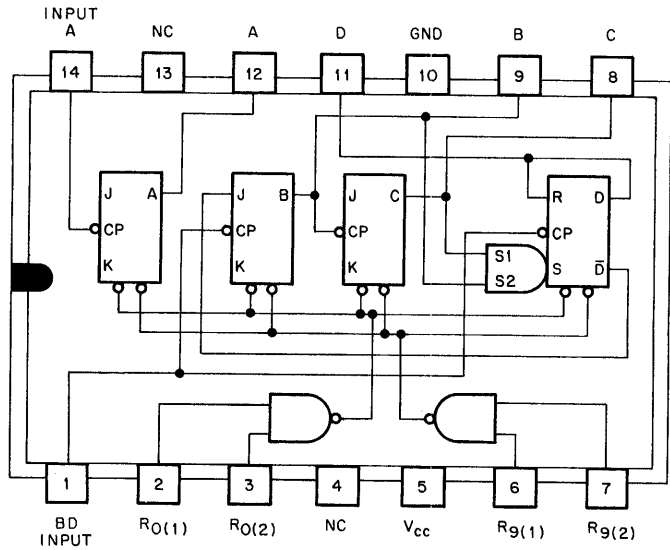 INPUT
A NC A D GND B C
14 13 12 11 10 9 8
J A J B J C R D
CP CP CP CP
S1
K K K S D̅
S2
1 2 3 4 5 6 7
BD
INPUT R0(1) R0(2) NC Vcc R9(1) R9(2)